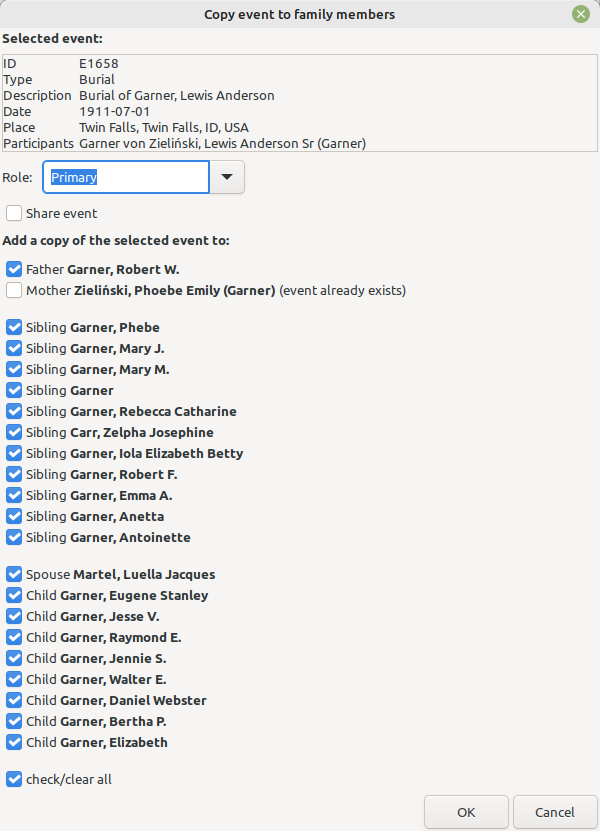 Copy event to family members
Selected event:
ID E1658
Type Burial
Description Burial of Garner, Lewis Anderson
Date 1911-07-01
Place Twin Falls, Twin Falls, ID, USA
Participants Garner von Zieliński, Lewis Anderson Sr (Garner)
Role: Primary
Share event
Add a copy of the selected event to:
Father Garner, Robert W.
Mother Zieliński, Phoebe Emily (Garner) (event already exists)
Sibling Garner, Phebe
Sibling Garner, Mary J.
Sibling Garner, Mary M.
Sibling Garner
Sibling Garner, Rebecca Catharine
Sibling Carr, Zelpha Josephine
Sibling Garner, Iola Elizabeth Betty
Sibling Garner, Robert F.
Sibling Garner, Emma A.
Sibling Garner, Anetta
Sibling Garner, Antoinette
Spouse Martel, Luella Jacques
Child Garner, Eugene Stanley
Child Garner, Jesse V.
Child Garner, Raymond E.
Child Garner, Jennie S.
Child Garner, Walter E.
Child Garner, Daniel Webster
Child Garner, Bertha P.
Child Garner, Elizabeth
check/clear all
OK Cancel